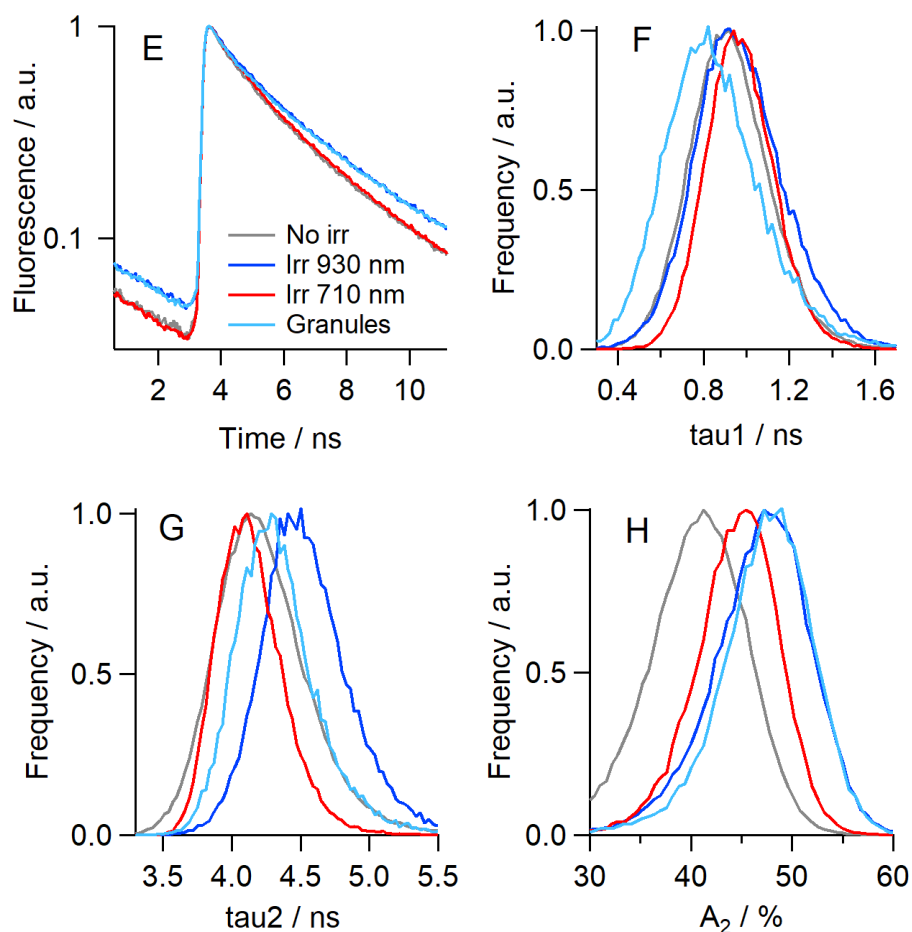 E
1
0.1
Fluorescence / a.u.
No irr
Irr 930 nm
Irr 710 nm
Granules
2 4 6 8 10
Time / ns
F
1.0
0.5
0.0
Frequency / a.u.
0.4 0.8 1.2 1.6
tau1 / ns
G
1.0
0.5
0.0
Frequency / a.u.
3.5 4.0 4.5 5.0 5.5
tau2 / ns
H
1.0
0.5
0.0
Frequency / a.u.
30 40 50 60
A₂ / %